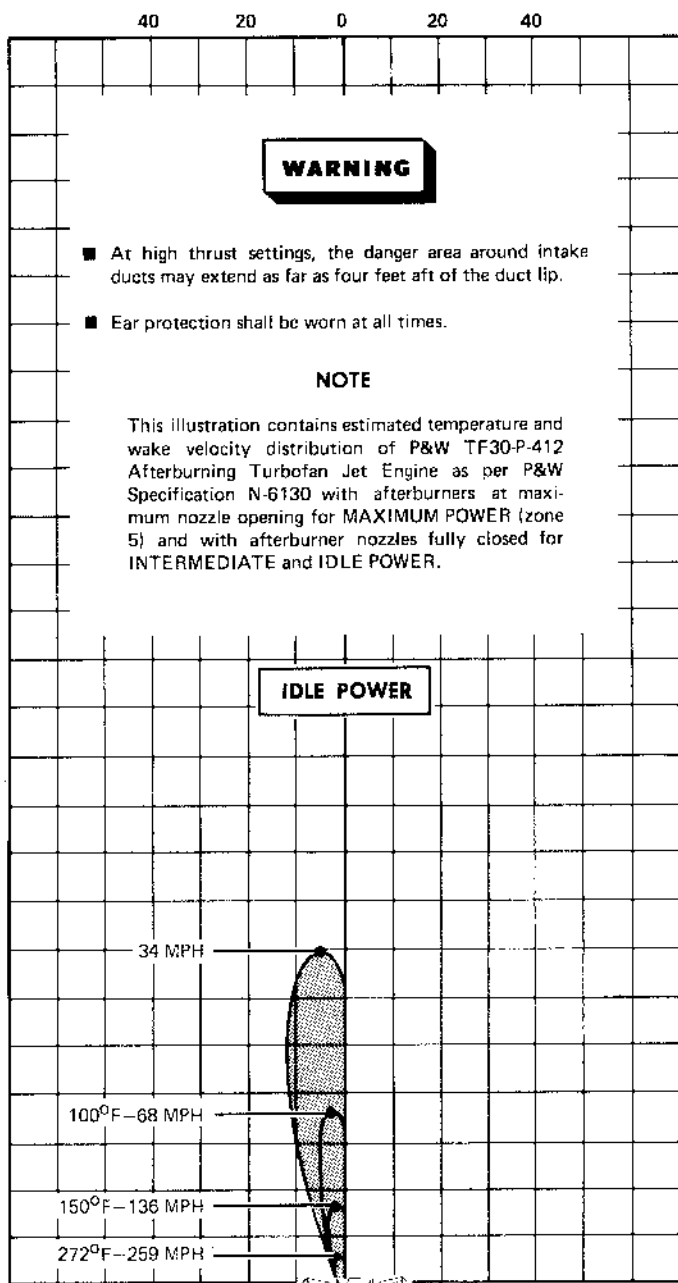 40 20 0 20 40
WARNING
■ At high thrust settings, the danger area around intake
ducts may extend as far as four feet aft of the duct lip.
■ Ear protection shall be worn at all times.
NOTE
This illustration contains estimated temperature and
wake velocity distribution of P&W TF30-P-412
Afterburning Turbofan Jet Engine as per P&W
Specification N-6130 with afterburners at maxi-
mum nozzle opening for MAXIMUM POWER (zone
5) and with afterburner nozzles fully closed for
INTERMEDIATE and IDLE POWER.
IDLE POWER
34 MPH
100°F–68 MPH
150°F–136 MPH
272°F–259 MPH